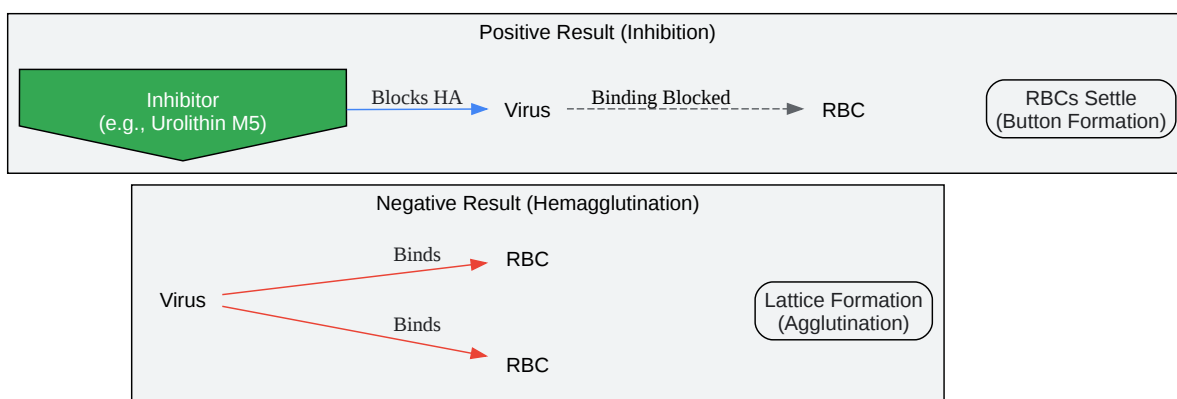 Positive Result (Inhibition)
Inhibitor
(e.g., Urolithin M5)
Blocks HA
Virus
Binding Blocked
RBC
RBCs Settle
(Button Formation)
Negative Result (Hemagglutination)
Virus
Binds
RBC
Binds
RBC
Lattice Formation
(Agglutination)